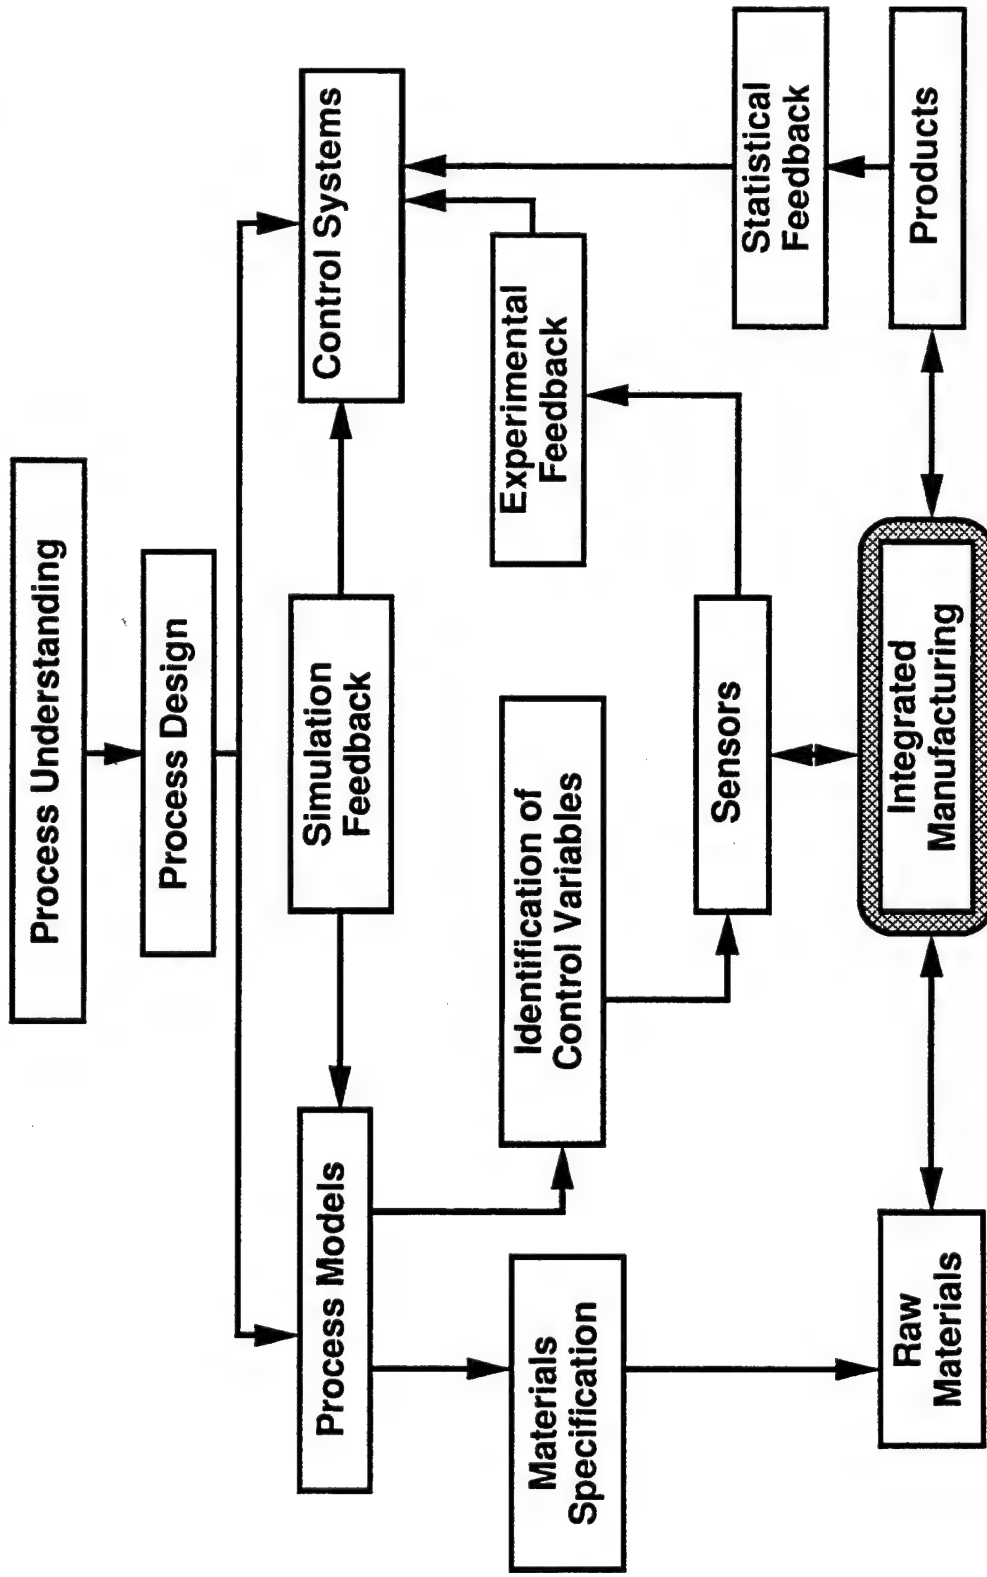 Process Understanding
Process Design
Process Models
Simulation
Feedback
Control Systems
Materials
Specification
Identification of
Control Variables
Experimental
Feedback
Sensors
Statistical
Feedback
Raw
Materials
Integrated
Manufacturing
Products